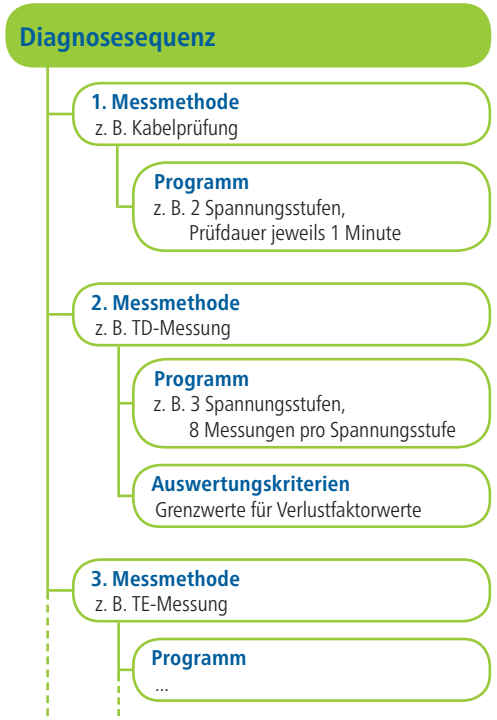 Diagnosesequenz
1. Messmethode
z. B. Kabelprüfung
Programm
z. B. 2 Spannungsstufen,
Prüfdauer jeweils 1 Minute
2. Messmethode
z. B. TD-Messung
Programm
z. B. 3 Spannungsstufen,
8 Messungen pro Spannungsstufe
Auswertungskriterien
Grenzwerte für Verlustfaktorwerte
3. Messmethode
z. B. TE-Messung
Programm
...